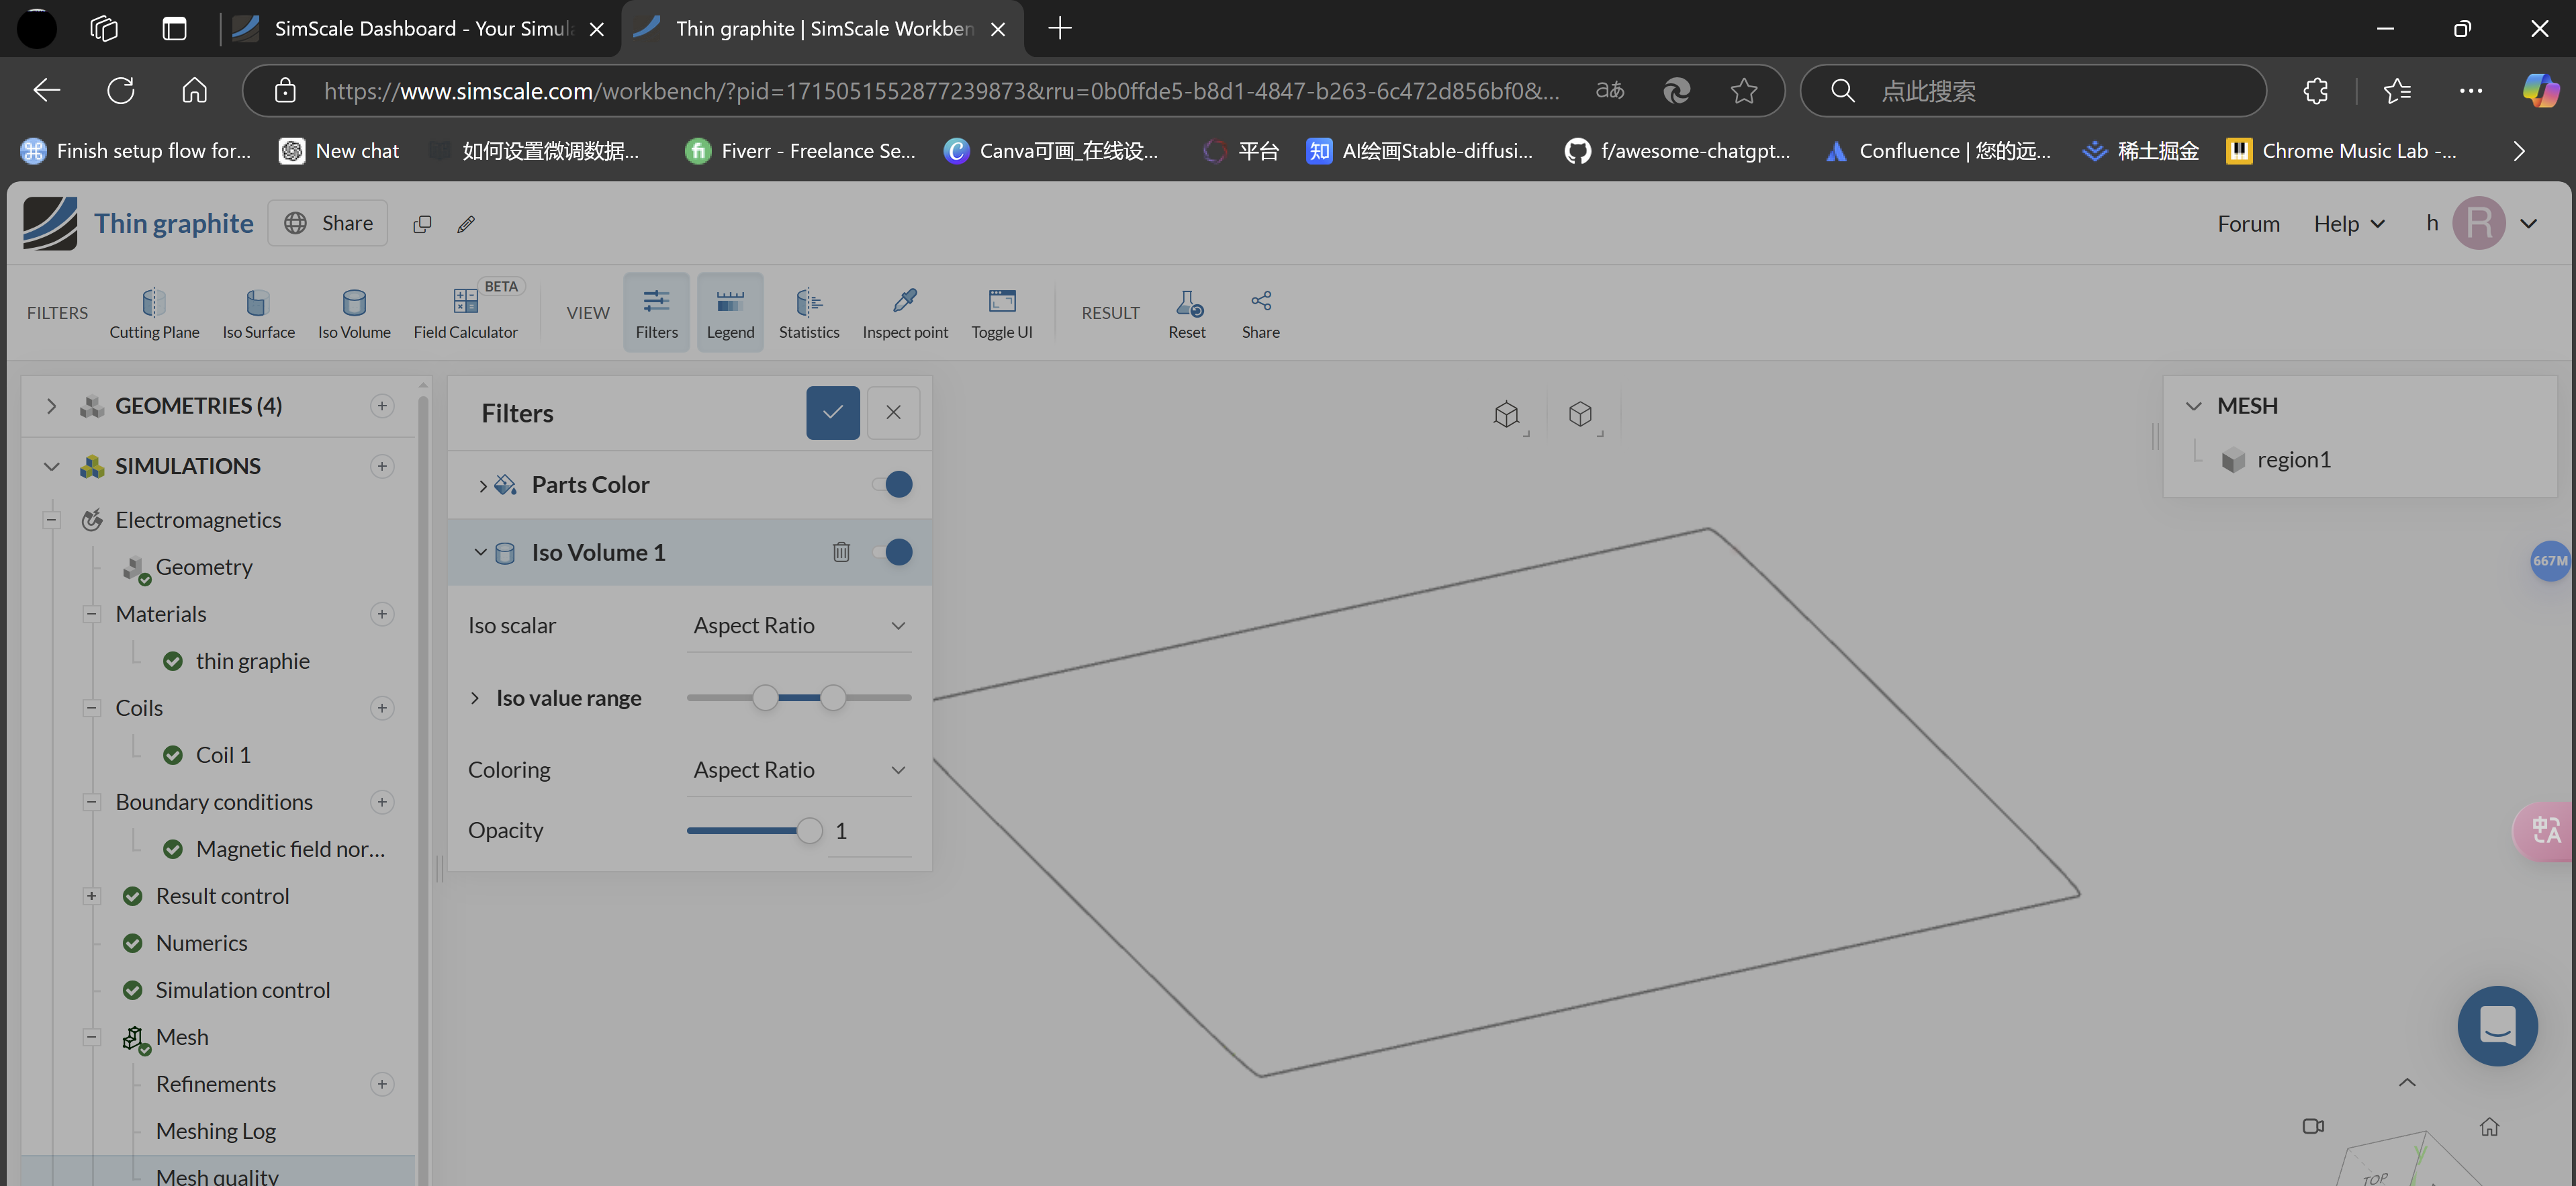 SimScale Dashboard - Your Simul
Thin graphite | SimScale Workben
https://www.simscale.com/workbench/?pid=1715051552877239873&rru=0b0ffde5-b8d1-4847-b263-6c472d856bf0&...
aあ
点此搜索
Finish setup flow for...
New chat
如何设置微调数据...
Fiverr - Freelance Se...
Canva可画_在线设...
平台
知
AI绘画Stable-diffusi...
f/awesome-chatgpt...
Confluence | 您的远...
稀土掘金
Chrome Music Lab -...
Thin graphite
Share
Forum
Help
h
R
FILTERS
Cutting Plane
Iso Surface
Iso Volume
BETA
Field Calculator
VIEW
Filters
Legend
Statistics
Inspect point
Toggle UI
RESULT
Reset
Share
GEOMETRIES (4)
SIMULATIONS
Electromagnetics
Geometry
Materials
thin graphie
Coils
Coil 1
Boundary conditions
Magnetic field nor...
Result control
Numerics
Simulation control
Mesh
Refinements
Meshing Log
Mesh quality
Filters
Parts Color
Iso Volume 1
Iso scalar
Aspect Ratio
Iso value range
Coloring
Aspect Ratio
Opacity
1
MESH
region1
667M
中A
TOP
Y